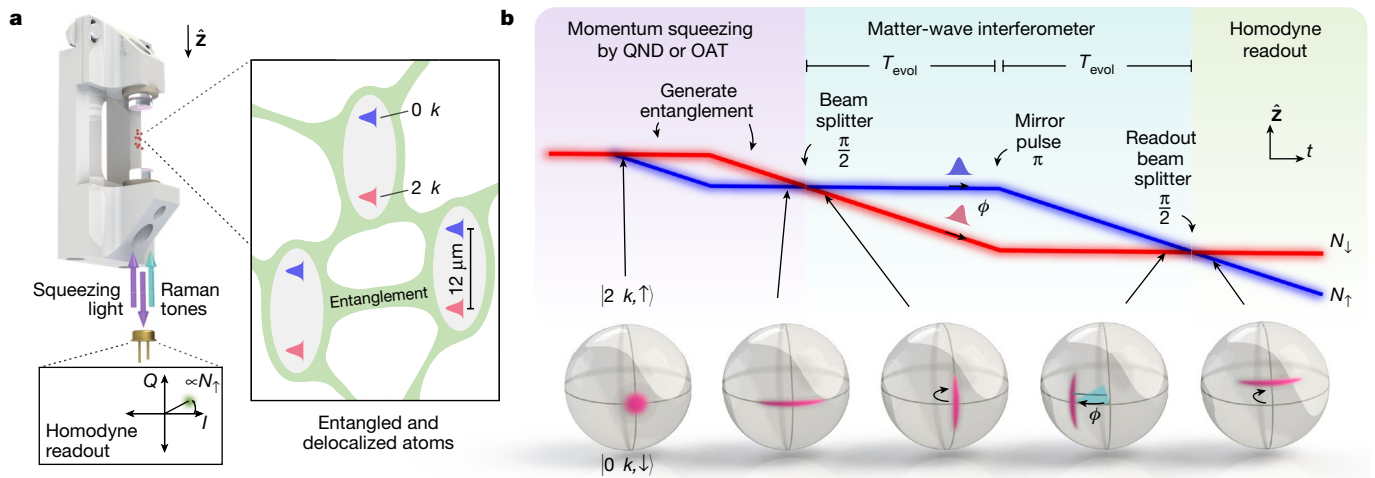 a
Ẑ
0 k
2 k
12 μm
Entanglement
Squeezing
light
Raman
tones
Q
∝N↑
I
Homodyne
readout
Entangled and
delocalized atoms
b
Momentum squeezing
by QND or OAT
Matter-wave interferometer
Homodyne
readout
T_evol
T_evol
Generate
entanglement
Beam
splitter
π/2
Mirror
pulse
π
Readout
beam
splitter
π/2
Ẑ
t
ϕ
N↓
N↑
|2 k,↑⟩
ϕ
|0 k,↓⟩